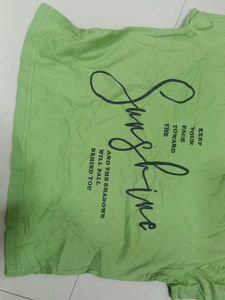 KEEP
YOUR
FACE
TOWARD
THE
Sunshine
AND THE SHADOWS
WILL FALL
BEHIND YOU